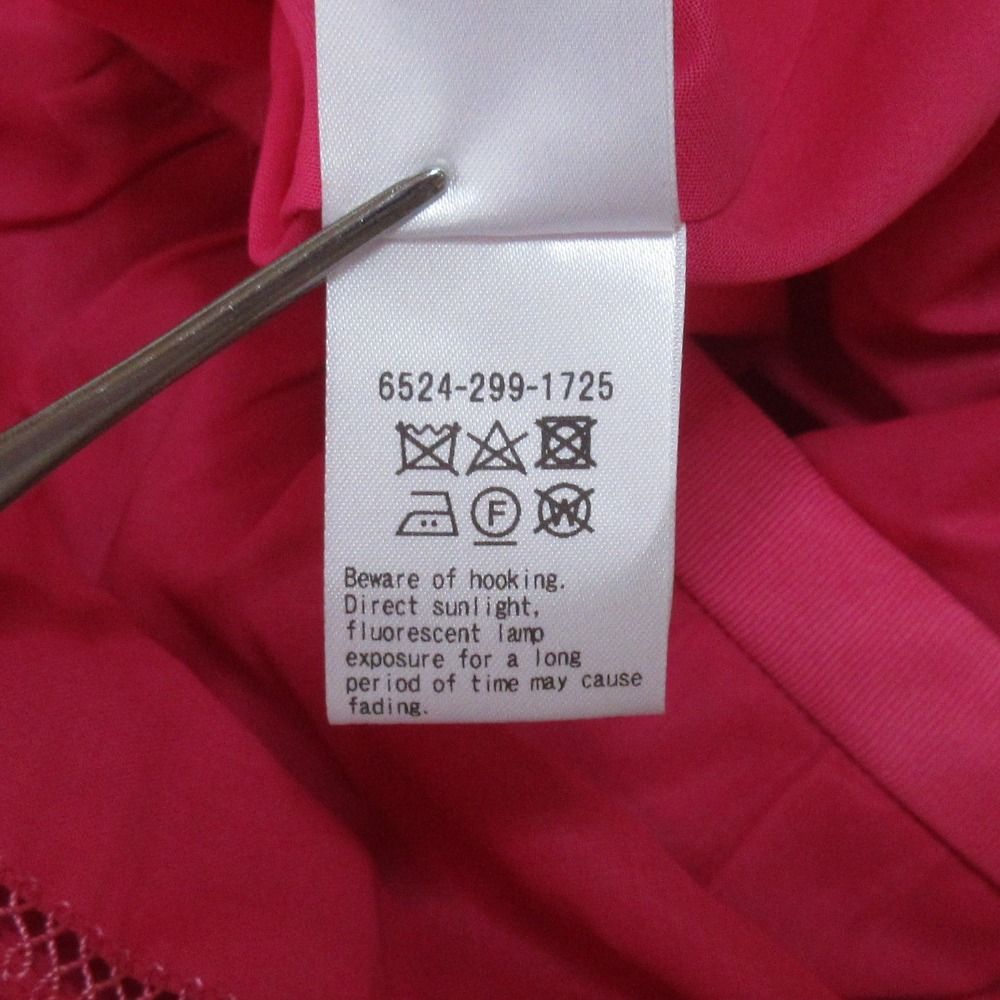 6524-299-1725
F W
Beware of hooking.
Direct sunlight,
fluorescent lamp
exposure for a long
period of time may cause
fading.